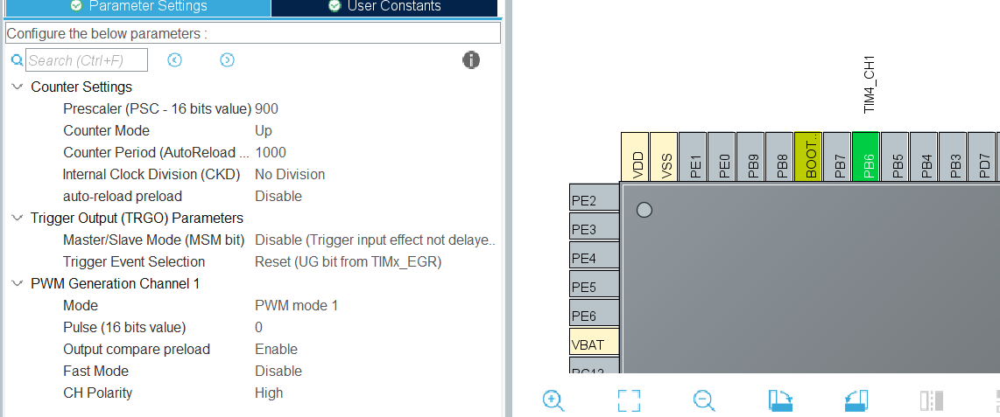 Parameter Settings
User Constants
Configure the below parameters :
Search (Ctrl+F)
Counter Settings
Prescaler (PSC - 16 bits value) 900
Counter Mode Up
Counter Period (AutoReload ... 1000
Internal Clock Division (CKD) No Division
auto-reload preload Disable
Trigger Output (TRGO) Parameters
Master/Slave Mode (MSM bit) Disable (Trigger input effect not delaye..
Trigger Event Selection Reset (UG bit from TIMx_EGR)
PWM Generation Channel 1
Mode PWM mode 1
Pulse (16 bits value) 0
Output compare preload Enable
Fast Mode Disable
CH Polarity High
TIM4_CH1
VDD
VSS
PE1
PE0
PB9
PB8
BOOT..
PB7
PB6
PB5
PB4
PB3
PD7
PE2
PE3
PE4
PE5
PE6
VBAT